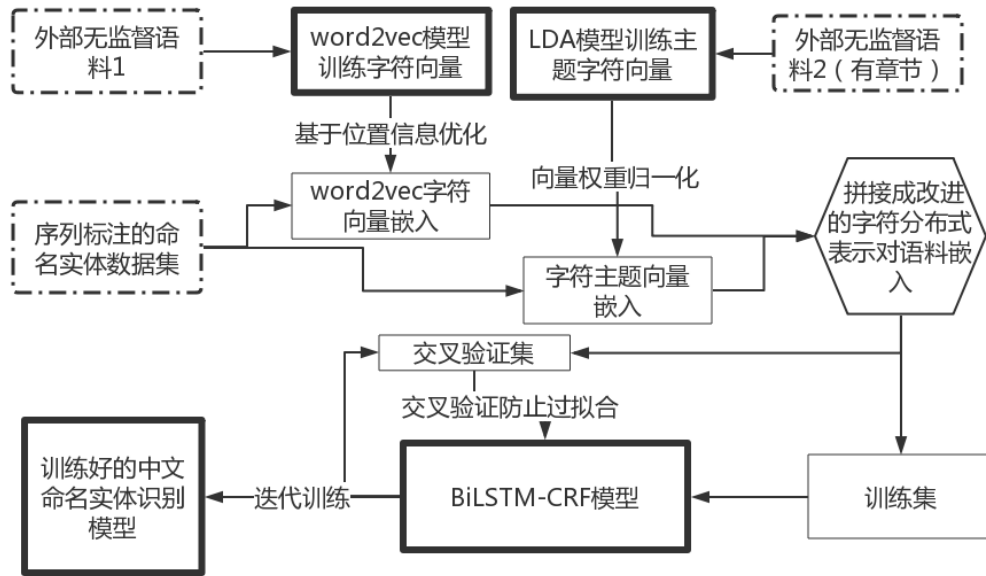 外部无监督语
料1
word2vec模型
训练字符向量
LDA模型训练主
题字符向量
外部无监督语
料2（有章节）
基于位置信息优化
向量权重归一化
序列标注的命
名实体数据集
word2vec字符
向量嵌入
字符主题向量
嵌入
拼接成改进
的字符分布式
表示对语料嵌
入
交叉验证集
交叉验证防止过拟合
训练好的中文
命名实体识别
模型
迭代训练
BiLSTM-CRF模型
训练集